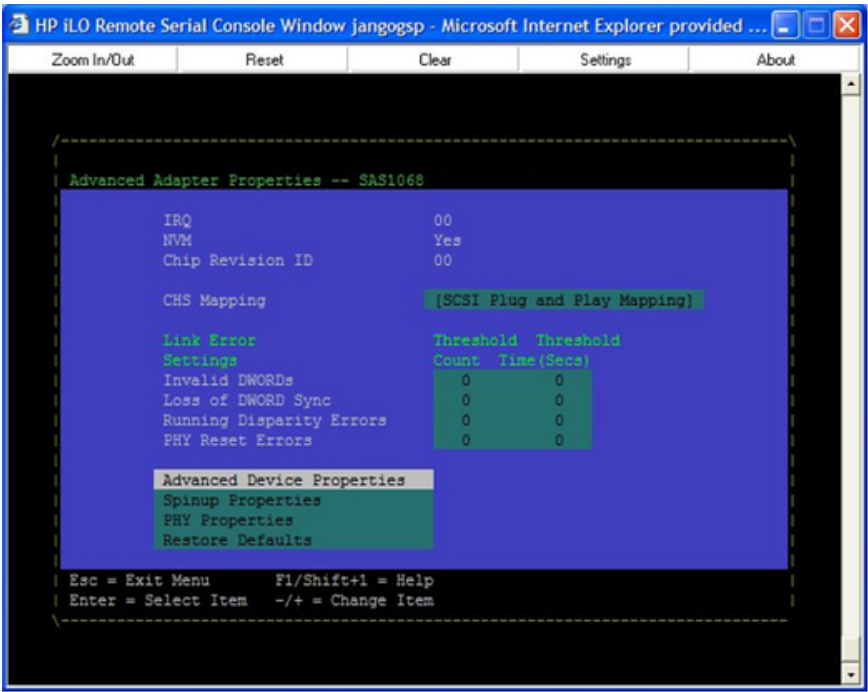 HP iLO Remote Serial Console Window jangogsp - Microsoft Internet Explorer provided ...
Zoom In/Out Reset Clear Settings About
Advanced Adapter Properties -- SAS1068
IRQ 00
NVM Yes
Chip Revision ID 00
CHS Mapping [SCSI Plug and Play Mapping]
Link Error Threshold Threshold
Settings Count Time(Secs)
Invalid DWORDs 0 0
Loss of DWORD Sync 0 0
Running Disparity Errors 0 0
PHY Reset Errors 0 0
Advanced Device Properties
Spinup Properties
PHY Properties
Restore Defaults
Esc = Exit Menu F1/Shift+1 = Help
Enter = Select Item -/+ = Change Item